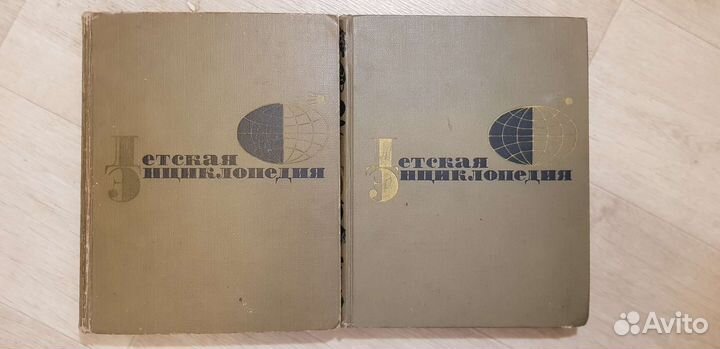 Детская
Энциклопедия
Детская
Энциклопедия
Avito